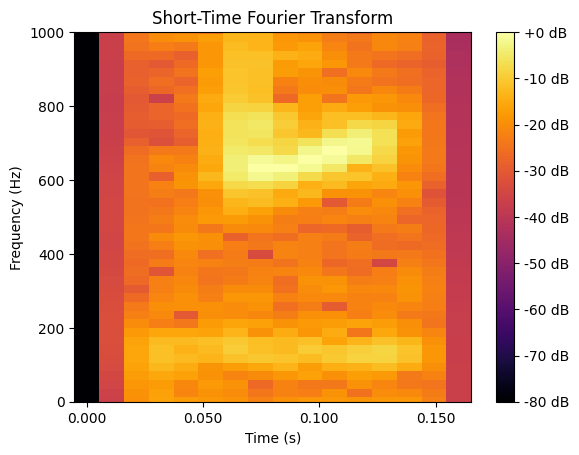 Short-Time Fourier Transform
Frequency (Hz)
1000
800
600
400
200
0
0.000
0.050
0.100
0.150
Time (s)
+0 dB
-10 dB
-20 dB
-30 dB
-40 dB
-50 dB
-60 dB
-70 dB
-80 dB